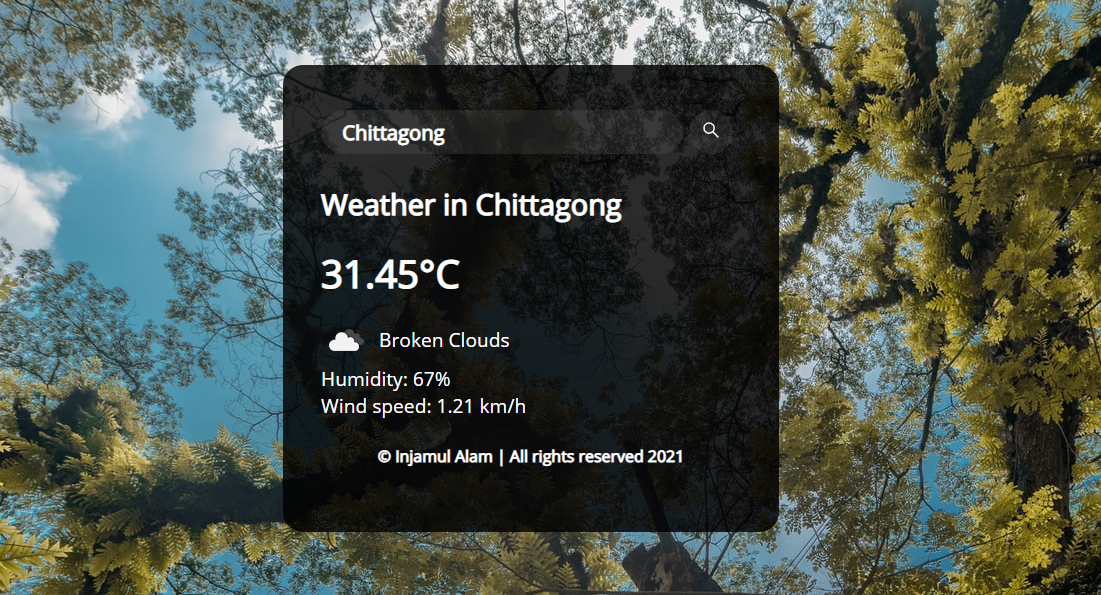 Chittagong
Weather in Chittagong
31.45°C
Broken Clouds
Humidity: 67%
Wind speed: 1.21 km/h
© Injamul Alam | All rights reserved 2021